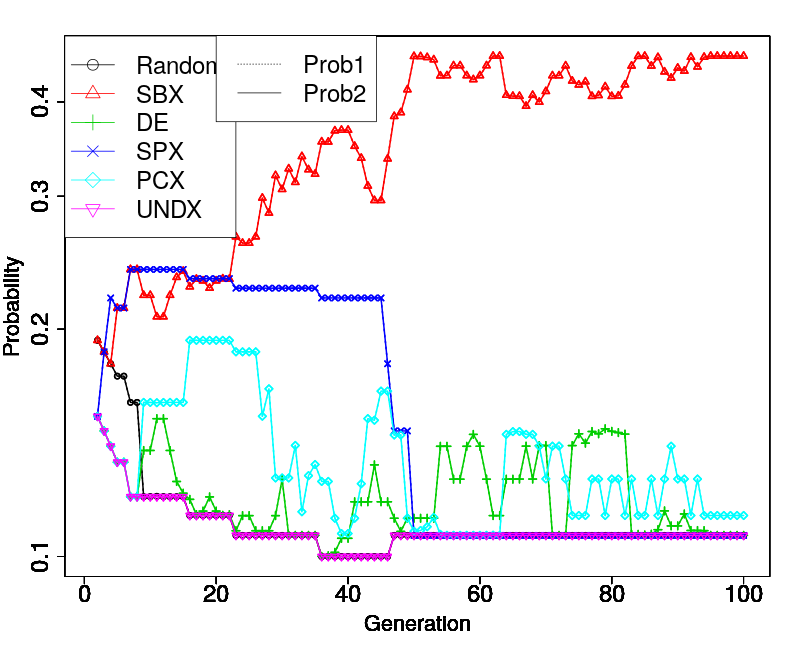 Randon
SBX
DE
SPX
PCX
UNDX
Prob1
Prob2
Probability
0.4
0.3
0.2
0.1
0
20
40
60
80
100
Generation